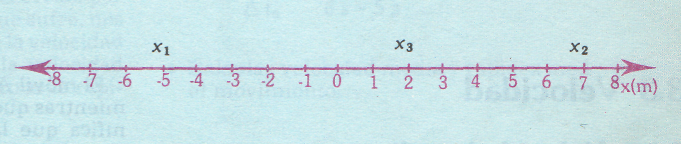 x₁ x₃ x₂
-8 -7 -6 -5 -4 -3 -2 -1 0 1 2 3 4 5 6 7 8 x(m)